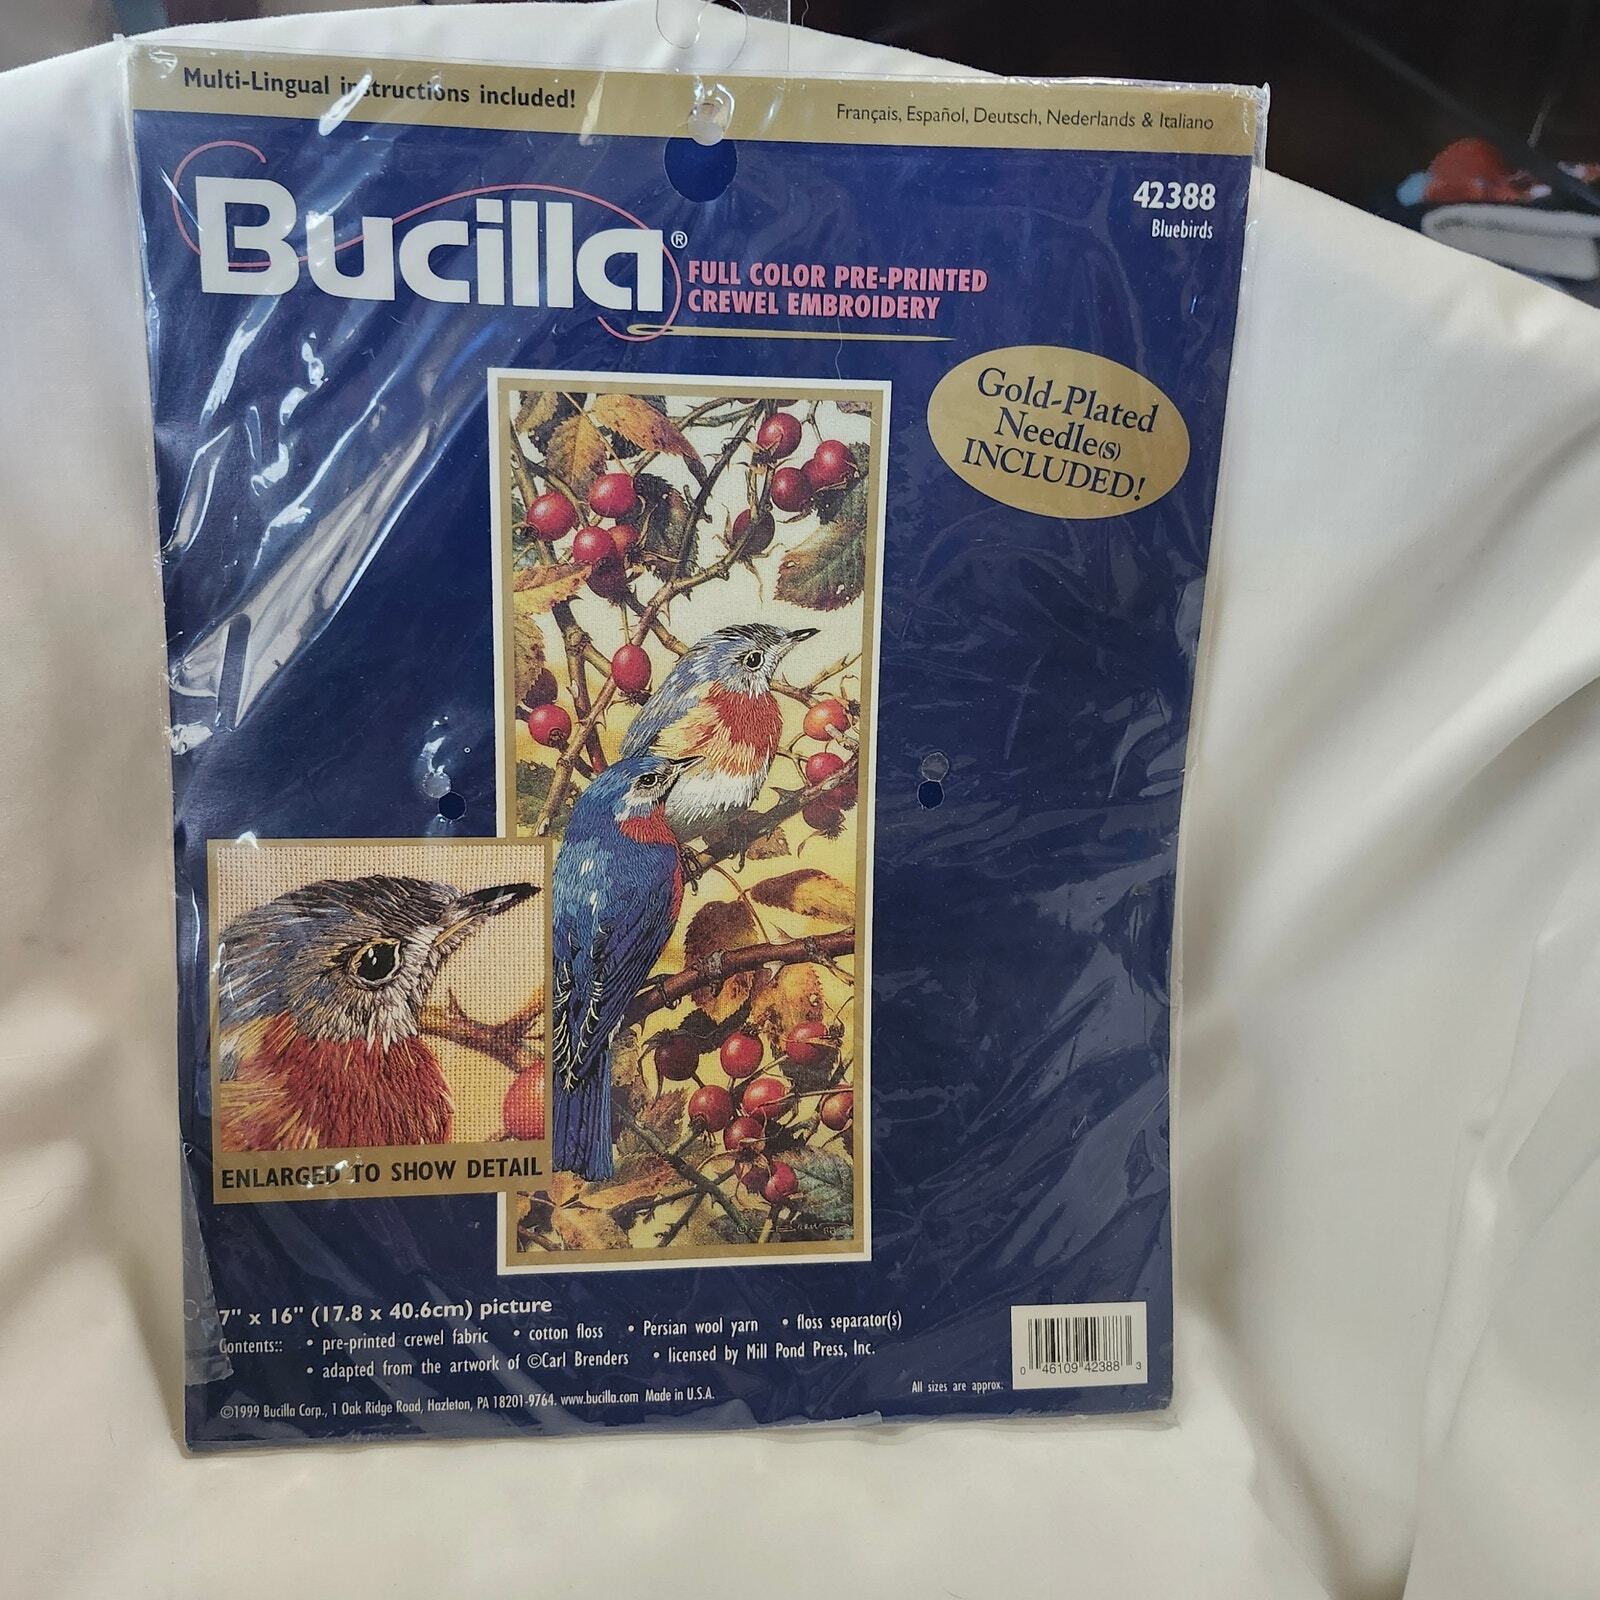 Multi-Lingual instructions included!
Français, Español, Deutsch, Nederlands & Italiano
42388
Bluebirds
Bucilla®
FULL COLOR PRE-PRINTED
CREWEL EMBROIDERY
Gold-Plated
Needle(s)
INCLUDED!
ENLARGED TO SHOW DETAIL
7" x 16" (17.8 x 40.6cm) picture
Contents:: • pre-printed crewel fabric • cotton floss • Persian wool yarn • floss separator(s)
• adapted from the artwork of ©Carl Brenders • licensed by Mill Pond Press, Inc.
All sizes are approx.
0 46109 42388 3
©1999 Bucilla Corp., 1 Oak Ridge Road, Hazleton, PA 18201-9764. www.bucilla.com Made in U.S.A.